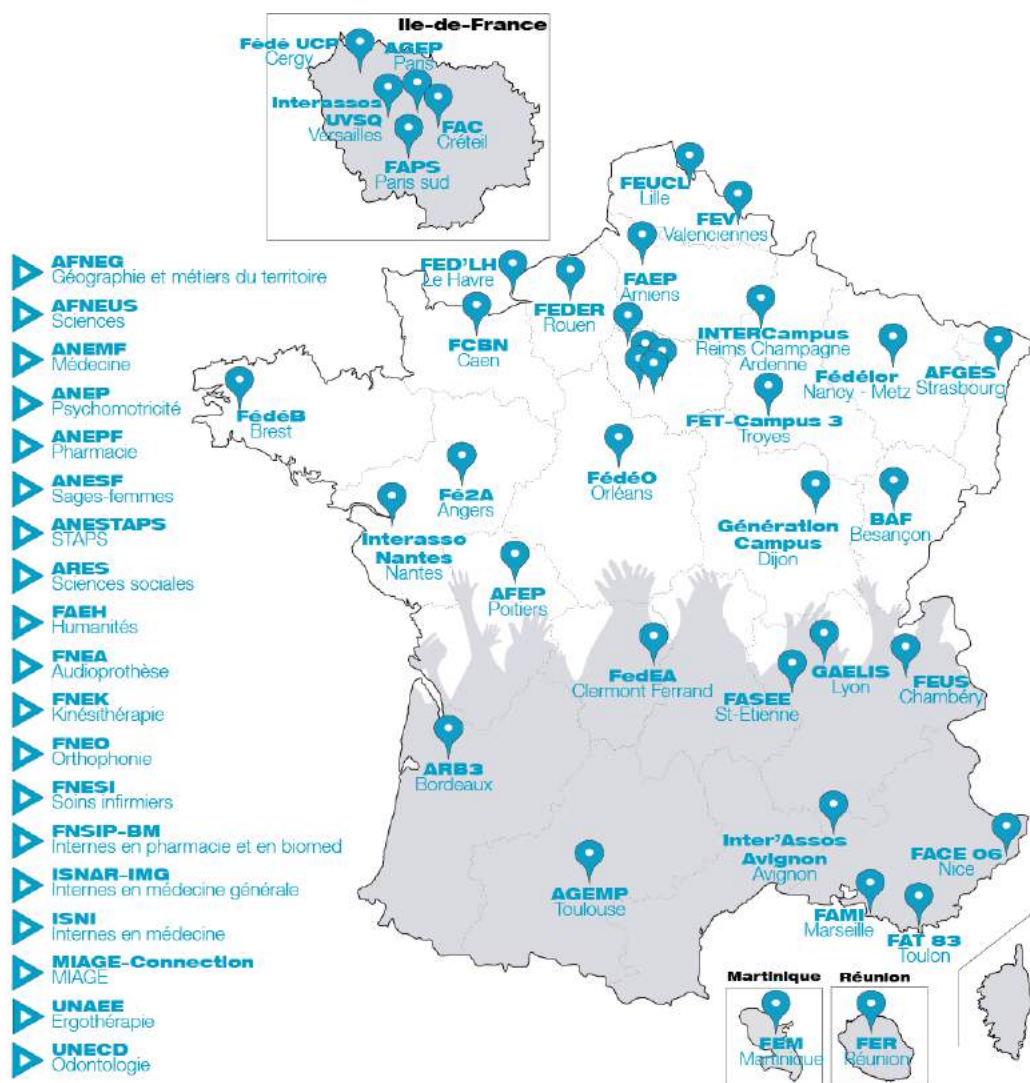 Ile-de-France
Fédé UCP
Cergy
AGEP
Paris
Interassos
UVSQ
Versailles
FAC
Créteil
FAPS
Paris sud
AFNEG
Géographie et métiers du territoire
AFNEUS
Sciences
ANEMF
Médecine
ANEP
Psychomotricité
ANEPF
Pharmacie
ANESF
Sages-femmes
ANESTAPS
STAPS
ARES
Sciences sociales
FAEH
Humanités
FNEA
Audioprothèse
FNEK
Kinésithérapie
FNEO
Orthophonie
FNESI
Soins infirmiers
FNSIP-BM
Internes en pharmacie et en biomed
ISNAR-IMG
Internes en médecine générale
ISNI
Internes en médecine
MIAGE-Connection
MIAGE
UNAEE
Ergothérapie
UNECD
Odontologie
FEUCL
Lille
FEV
Valenciennes
FED'LH
Le Havre
FEDER
Rouen
FAEP
Amiens
FCBN
Caen
INTERCampus
Reims Champagne
Ardenne
Fédélor
Nancy - Metz
AFGES
Strasbourg
FédéB
Brest
FET-Campus 3
Troyes
Fé2A
Angers
FédéO
Orléans
Interasso
Nantes
Nantes
Génération
Campus
Dijon
BAF
Besançon
AFEP
Poitiers
FedEA
Clermont Ferrand
FASEE
St-Etienne
GAELIS
Lyon
FEUS
Chambéry
ARB3
Bordeaux
Inter'Assos
Avignon
Avignon
FACE 06
Nice
AGEMP
Toulouse
FAMI
Marseille
FAT 83
Toulon
Martinique
FEM
Martinique
Réunion
FER
Réunion